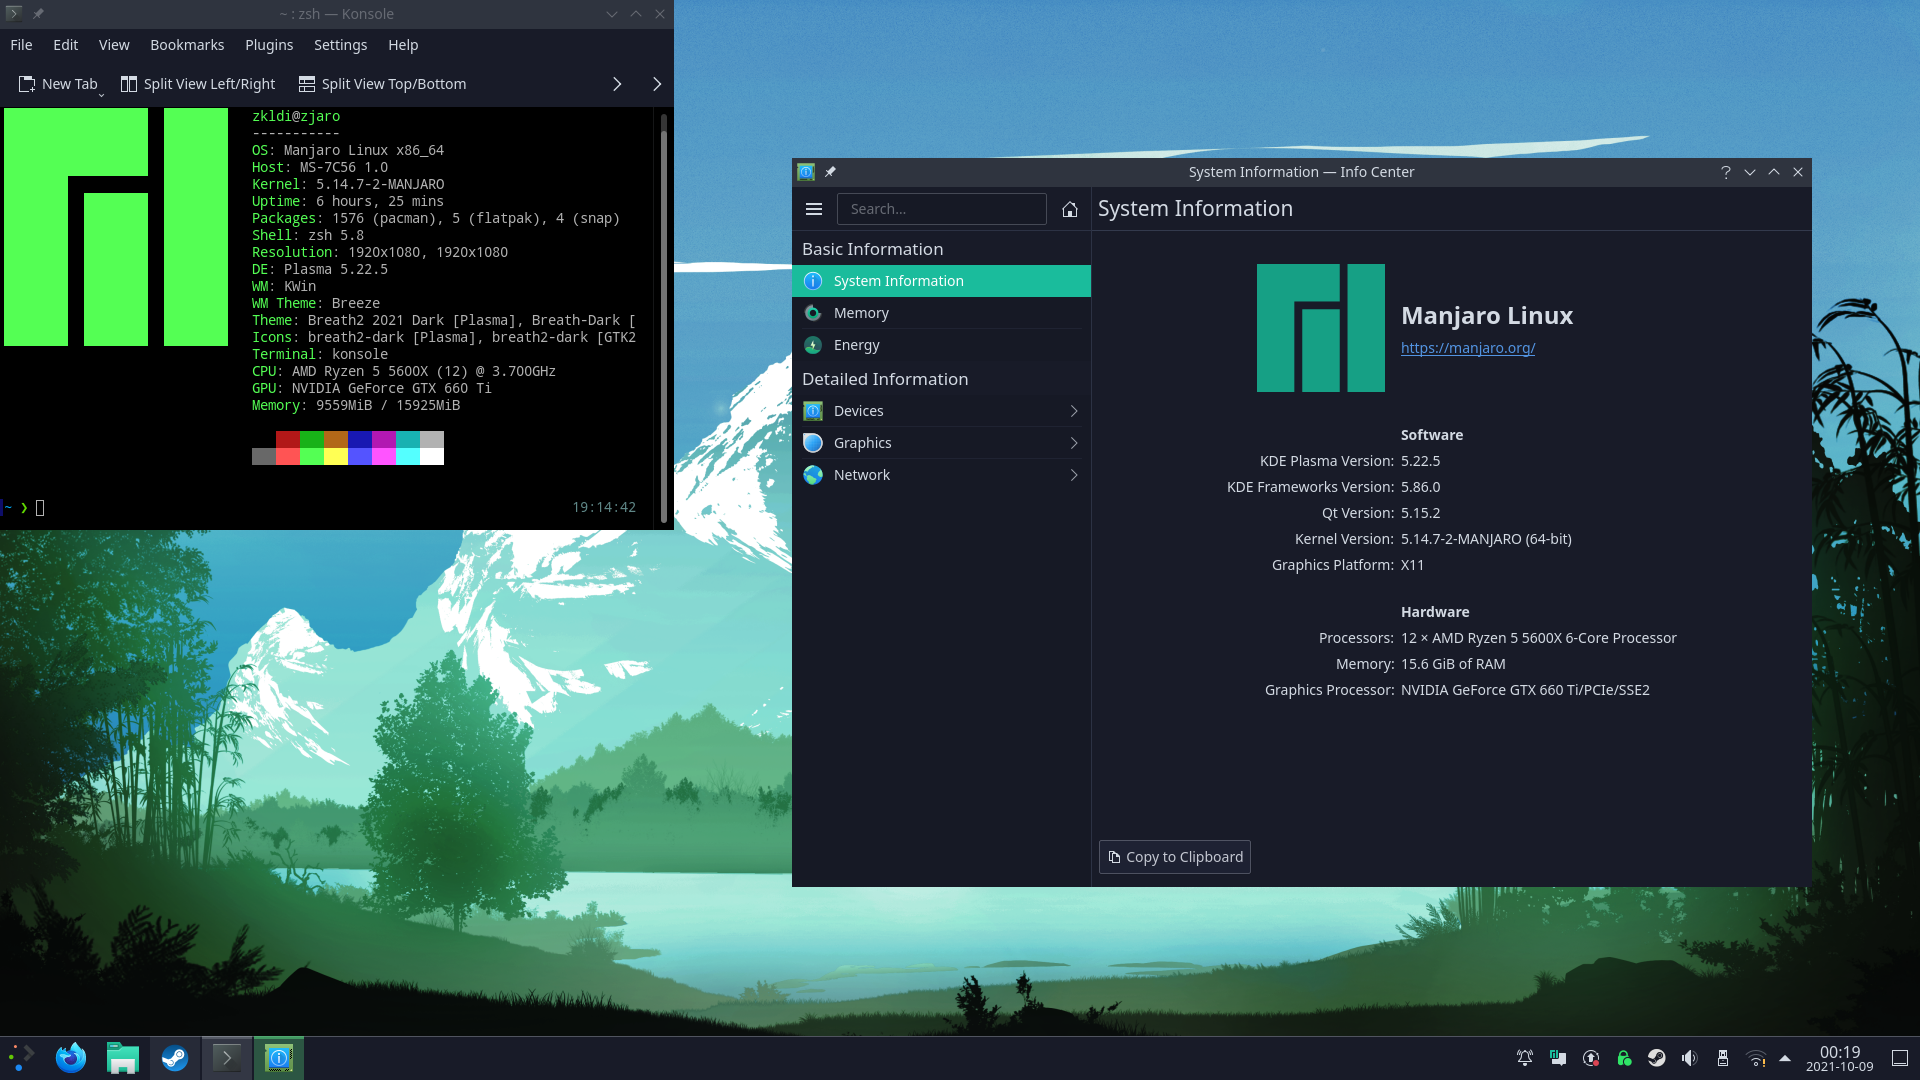 ~ : zsh — Konsole
File Edit View Bookmarks Plugins Settings Help
New Tab Split View Left/Right Split View Top/Bottom
zkldi@zjaro
-----------
OS: Manjaro Linux x86_64
Host: MS-7C56 1.0
Kernel: 5.14.7-2-MANJARO
Uptime: 6 hours, 25 mins
Packages: 1576 (pacman), 5 (flatpak), 4 (snap)
Shell: zsh 5.8
Resolution: 1920x1080, 1920x1080
DE: Plasma 5.22.5
WM: KWin
WM Theme: Breeze
Theme: Breath2 2021 Dark [Plasma], Breath-Dark [
Icons: breath2-dark [Plasma], breath2-dark [GTK2
Terminal: konsole
CPU: AMD Ryzen 5 5600X (12) @ 3.700GHz
GPU: NVIDIA GeForce GTX 660 Ti
Memory: 9559MiB / 15925MiB
~ ❯ 19:14:42
System Information — Info Center
Search...
System Information
Basic Information
System Information
Memory
Energy
Detailed Information
Devices
Graphics
Network
Manjaro Linux
https://manjaro.org/
Software
KDE Plasma Version: 5.22.5
KDE Frameworks Version: 5.86.0
Qt Version: 5.15.2
Kernel Version: 5.14.7-2-MANJARO (64-bit)
Graphics Platform: X11
Hardware
Processors: 12 × AMD Ryzen 5 5600X 6-Core Processor
Memory: 15.6 GiB of RAM
Graphics Processor: NVIDIA GeForce GTX 660 Ti/PCIe/SSE2
Copy to Clipboard
00:19
2021-10-09